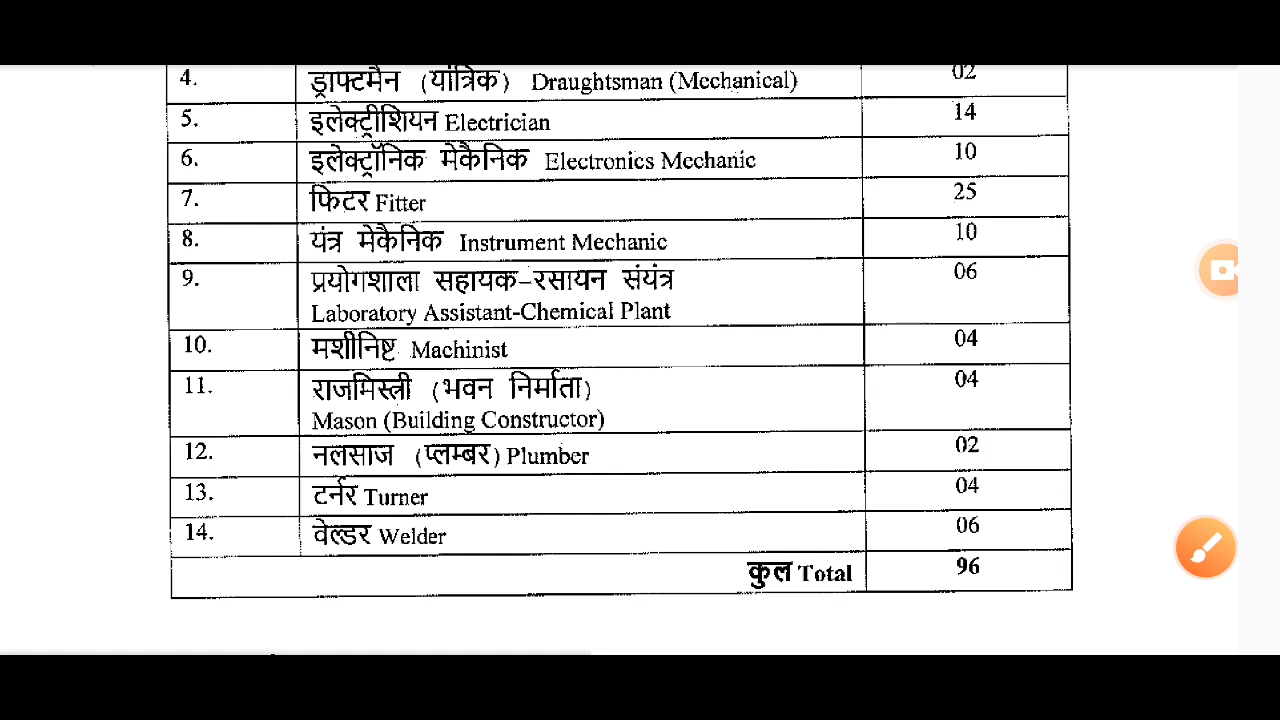 4. ड्राफ्टमैन (यांत्रिक) Draughtsman (Mechanical) 02
5. इलेक्ट्रीशियन Electrician 14
6. इलेक्ट्रॉनिक मेकैनिक Electronics Mechanic 10
7. फिटर Fitter 25
8. यंत्र मेकैनिक Instrument Mechanic 10
9. प्रयोगशाला सहायक–रसायन संयंत्र 06
Laboratory Assistant-Chemical Plant
10. मशीनिष्ट Machinist 04
11. राजमिस्त्री (भवन निर्माता) 04
Mason (Building Constructor)
12. नलसाज (प्लम्बर) Plumber 02
13. टर्नर Turner 04
14. वेल्डर Welder 06
कुल Total 96